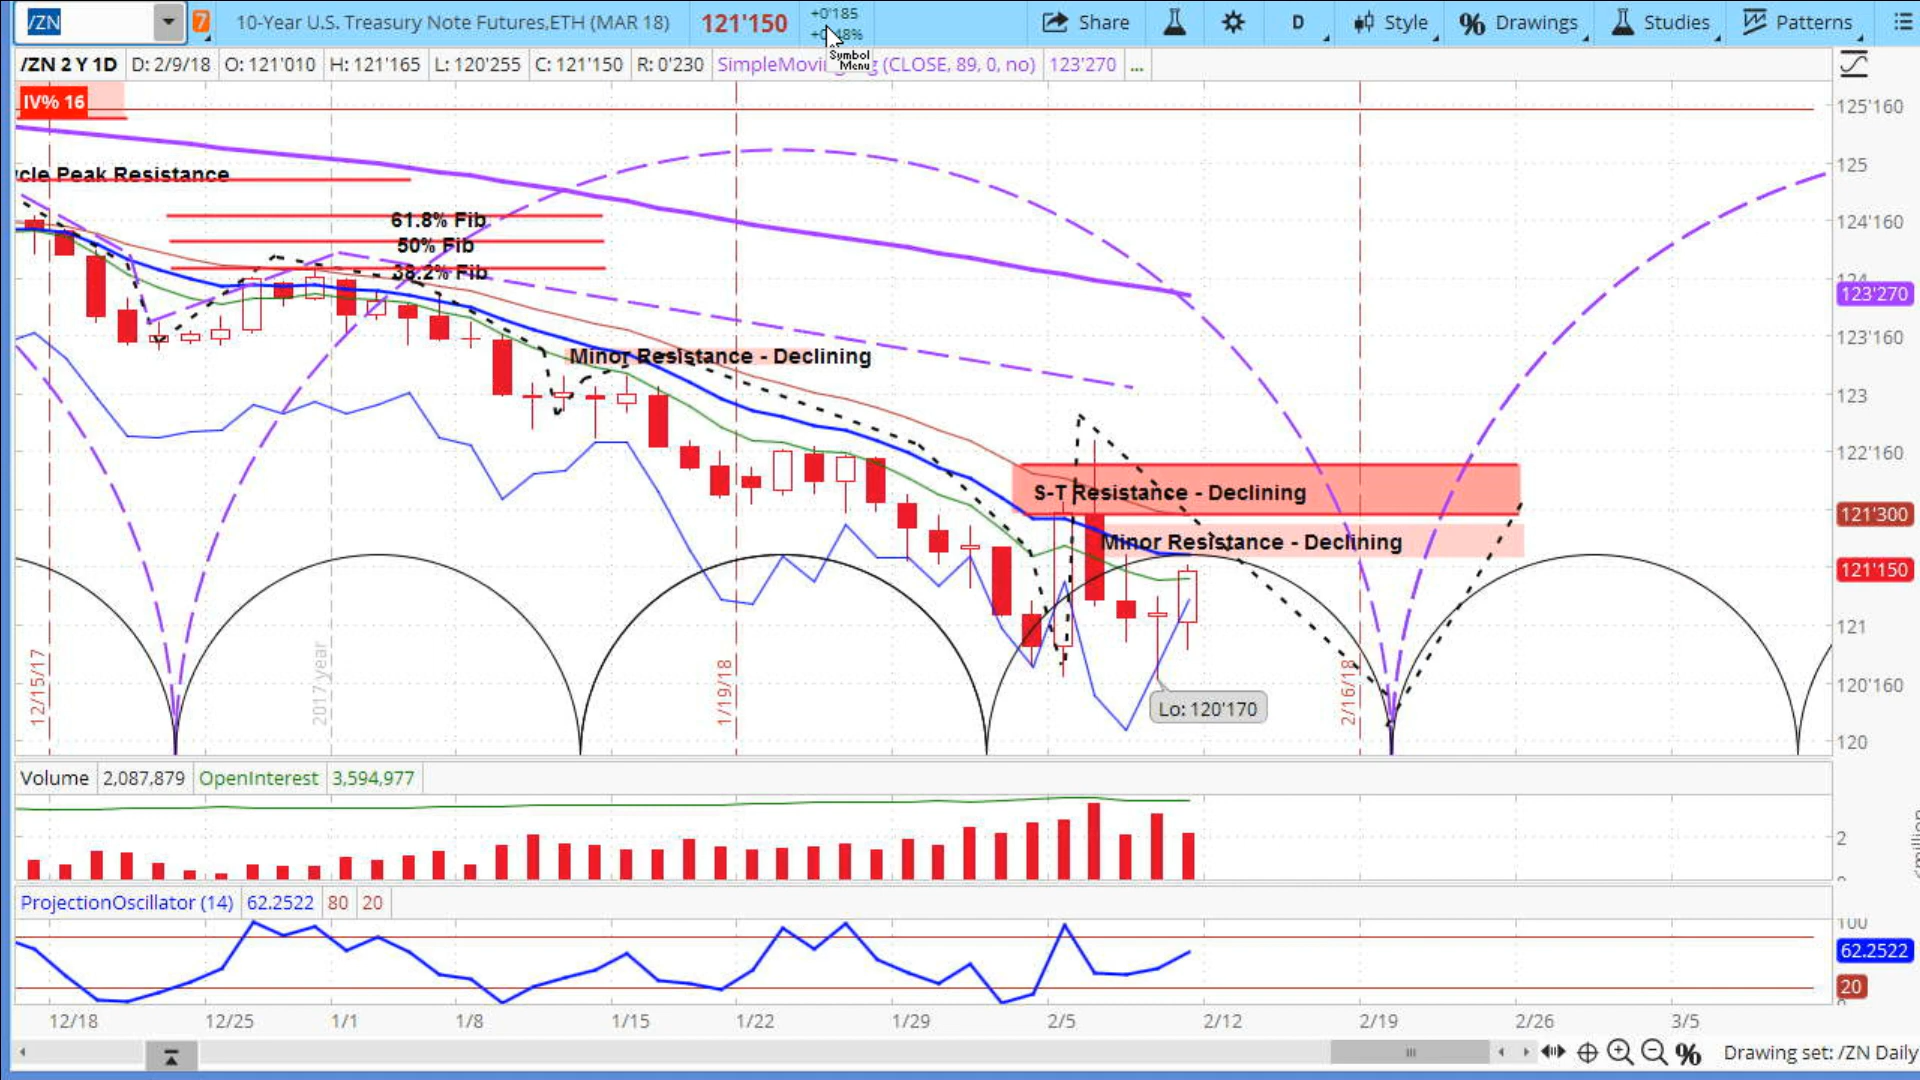 /ZN 7 10-Year U.S. Treasury Note Futures,ETH (MAR 18) 121'150 +0'185 Share D Style % Drawings Studies Patterns
Symbol Menu
/ZN 2 Y 1D D: 2/9/18 O: 121'010 H: 121'165 L: 120'255 C: 121'150 R: 0'230 (CLOSE, 89, 0, no) 123'270 ...
IV% 16
125'160
125
Peak Resistance
61.8% Fib
124'160
50% Fib
38.2% Fib
124
123'270
123'160
Minor Resistance - Declining
123
122'160
S-T Resistance - Declining
121'300
Minor Resistance - Declining
121'150
121
12/15/17
2017 year
1/19/18
2/16/18
120'160
Lo: 120'170
120
Volume 2,087,879 OpenInterest 3,594,977
2
ProjectionOscillator (14) 62.2522 80 20
100
62.2522
20
12/18 12/25 1/1 1/8 1/15 1/22 1/29 2/5 2/12 2/19 2/26 3/5
% Drawing set: /ZN Daily